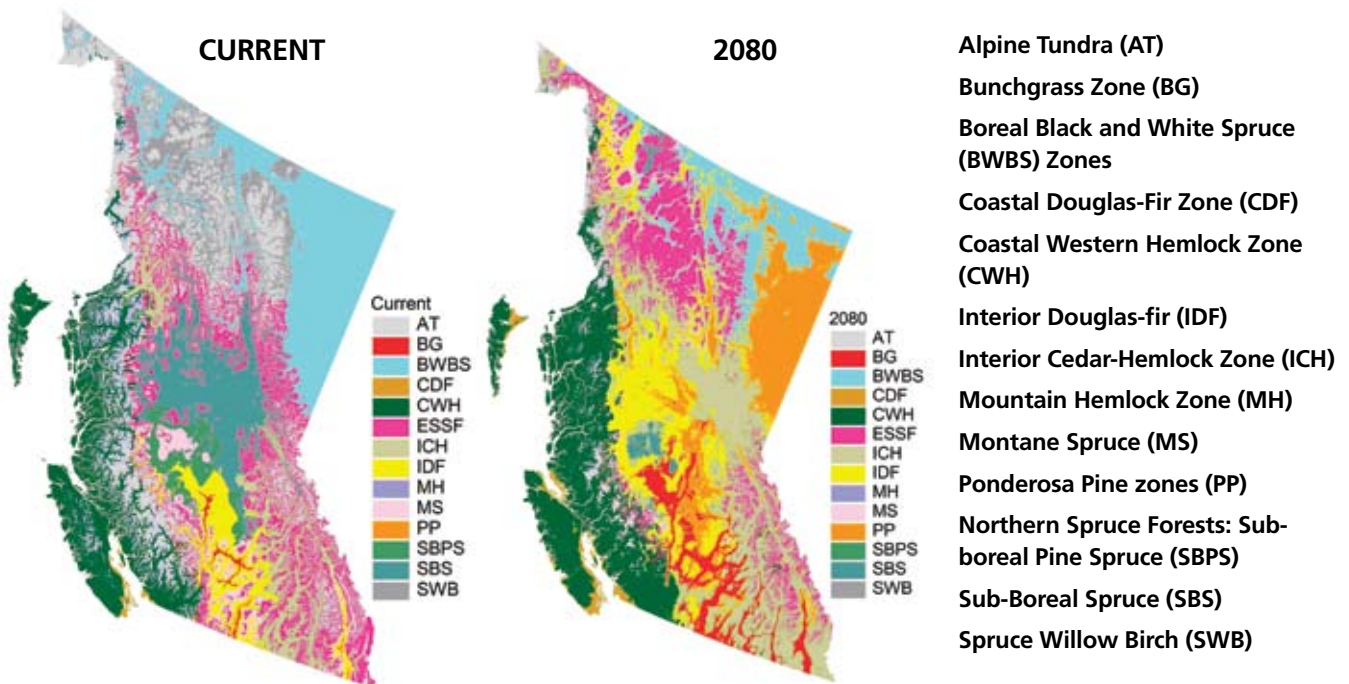 CURRENT
2080
Current
AT
BG
BWBS
CDF
CWH
ESSF
ICH
IDF
MH
MS
PP
SBPS
SBS
SWB
2080
AT
BG
BWBS
CDF
CWH
ESSF
ICH
IDF
MH
MS
PP
SBPS
SBS
SWB
Alpine Tundra (AT)
Bunchgrass Zone (BG)
Boreal Black and White Spruce
(BWBS) Zones
Coastal Douglas-Fir Zone (CDF)
Coastal Western Hemlock Zone
(CWH)
Interior Douglas-fir (IDF)
Interior Cedar-Hemlock Zone (ICH)
Mountain Hemlock Zone (MH)
Montane Spruce (MS)
Ponderosa Pine zones (PP)
Northern Spruce Forests: Sub-
boreal Pine Spruce (SBPS)
Sub-Boreal Spruce (SBS)
Spruce Willow Birch (SWB)